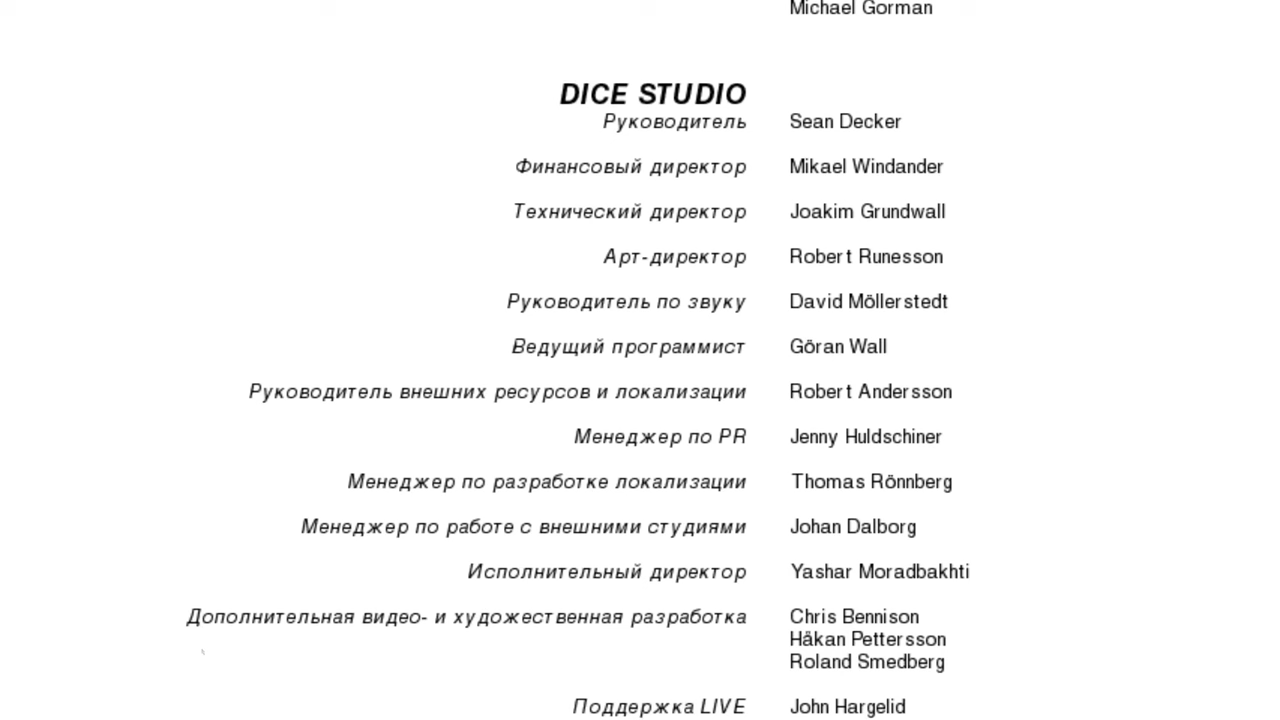 Michael Gorman
DICE STUDIO
Руководитель Sean Decker
Финансовый директор Mikael Windander
Технический директор Joakim Grundwall
Арт-директор Robert Runesson
Руководитель по звуку David Möllerstedt
Ведущий программист Göran Wall
Руководитель внешних ресурсов и локализации Robert Andersson
Менеджер по PR Jenny Huldschiner
Менеджер по разработке локализации Thomas Rönnberg
Менеджер по работе с внешними студиями Johan Dalborg
Исполнительный директор Yashar Moradbakhti
Дополнительная видео- и художественная разработка Chris Bennison
Håkan Pettersson
Roland Smedberg
Поддержка LIVE John Hargelid